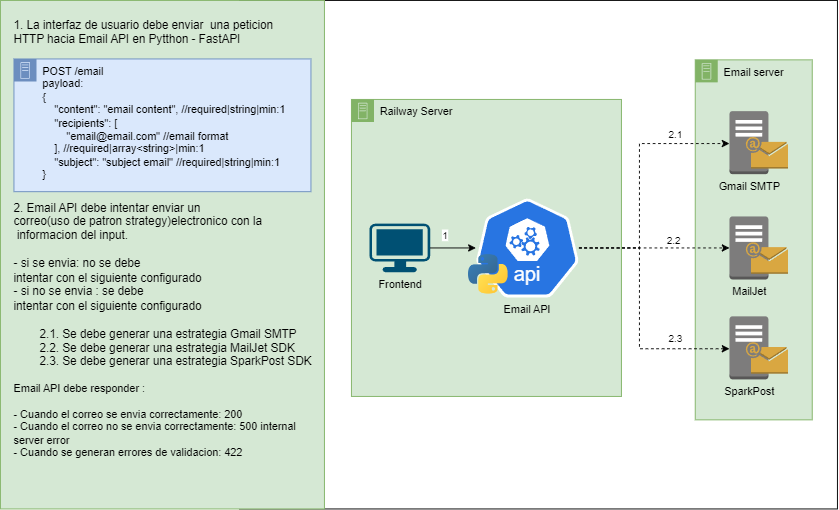 1. La interfaz de usuario debe enviar  una peticion
HTTP hacia Email API en Pytthon - FastAPI
POST /email
payload:
{
"content": "email content", //required|string|min:1
"recipients": [
"email@email.com" //email format
], //required|array<string>|min:1
"subject": "subject email" //required|string|min:1
}
2. Email API debe intentar enviar un
correo(uso de patron strategy)electronico con la
informacion del input.
- si se envia: no se debe
intentar con el siguiente configurado
- si no se envia : se debe
intentar con el siguiente configurado
2.1. Se debe generar una estrategia Gmail SMTP
2.2. Se debe generar una estrategia MailJet SDK
2.3. Se debe generar una estrategia SparkPost SDK
Email API debe responder :
- Cuando el correo se envia correctamente: 200
- Cuando el correo no se envia correctamente: 500 internal
server error
- Cuando se generan errores de validacion: 422
Railway Server
Frontend
1
api
Email API
Email server
2.1
Gmail SMTP
2.2
MailJet
2.3
SparkPost